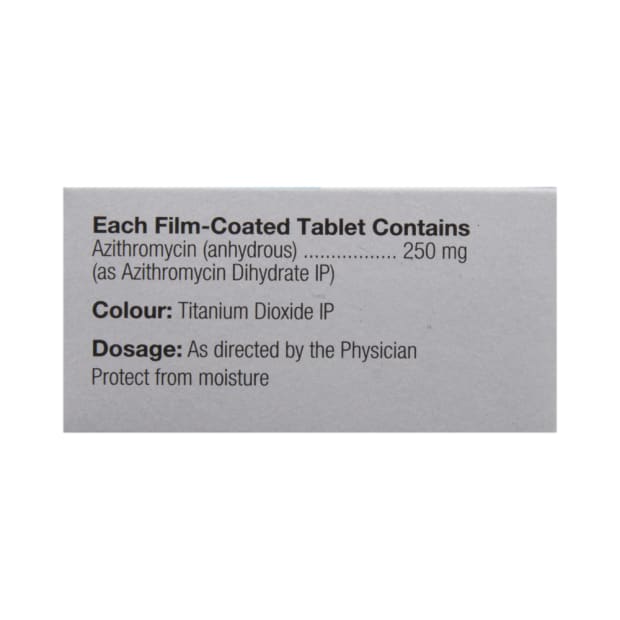 Each Film-Coated Tablet Contains
Azithromycin (anhydrous) ................. 250 mg
(as Azithromycin Dihydrate IP)
Colour: Titanium Dioxide IP
Dosage: As directed by the Physician
Protect from moisture